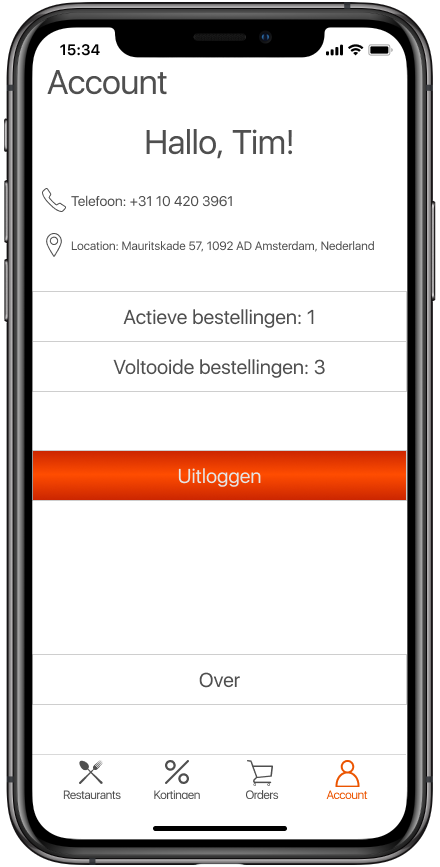 15:34
Account
Hallo, Tim!
Telefoon: +31 10 420 3961
Location: Mauritskade 57, 1092 AD Amsterdam, Nederland
Actieve bestellingen: 1
Voltooide bestellingen: 3
Uitloggen
Over
Restaurants Kortingen Orders Account